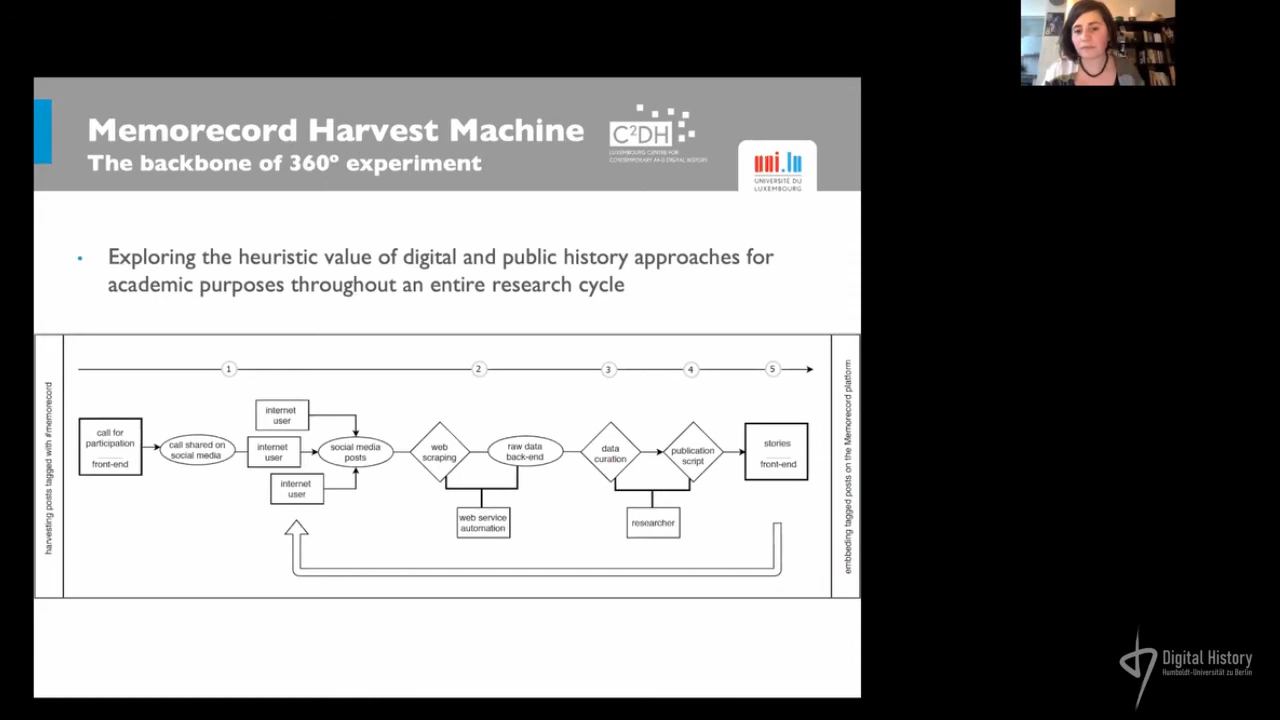 Memorecord Harvest Machine
The backbone of 360º experiment
C²DH
LUXEMBOURG CENTRE FOR
CONTEMPORARY AND DIGITAL HISTORY
uni.lu
UNIVERSITÉ DU
LUXEMBOURG
• Exploring the heuristic value of digital and public history approaches for
academic purposes throughout an entire research cycle
harvesting posts tagged with #memorecord
1
2
3
4
5
call for
participation
front-end
call shared on
social media
internet
user
internet
user
internet
user
social media
posts
web
scraping
raw data
back-end
web service
automation
data
curation
publication
script
researcher
stories
front-end
embbeding tagged posts on the Memorecord platform
Digital History
Humboldt-Universität zu Berlin